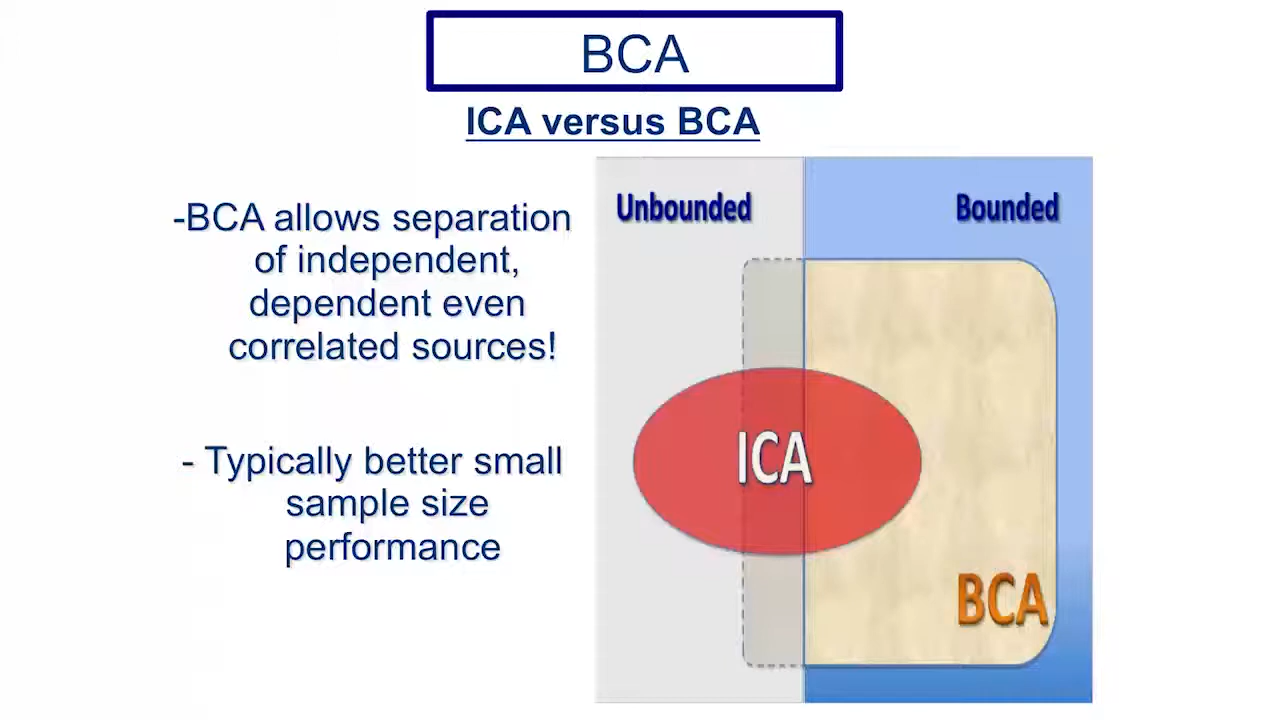 BCA
ICA versus BCA
-BCA allows separation
of independent,
dependent even
correlated sources!
- Typically better small
sample size
performance
Unbounded
Bounded
ICA
BCA